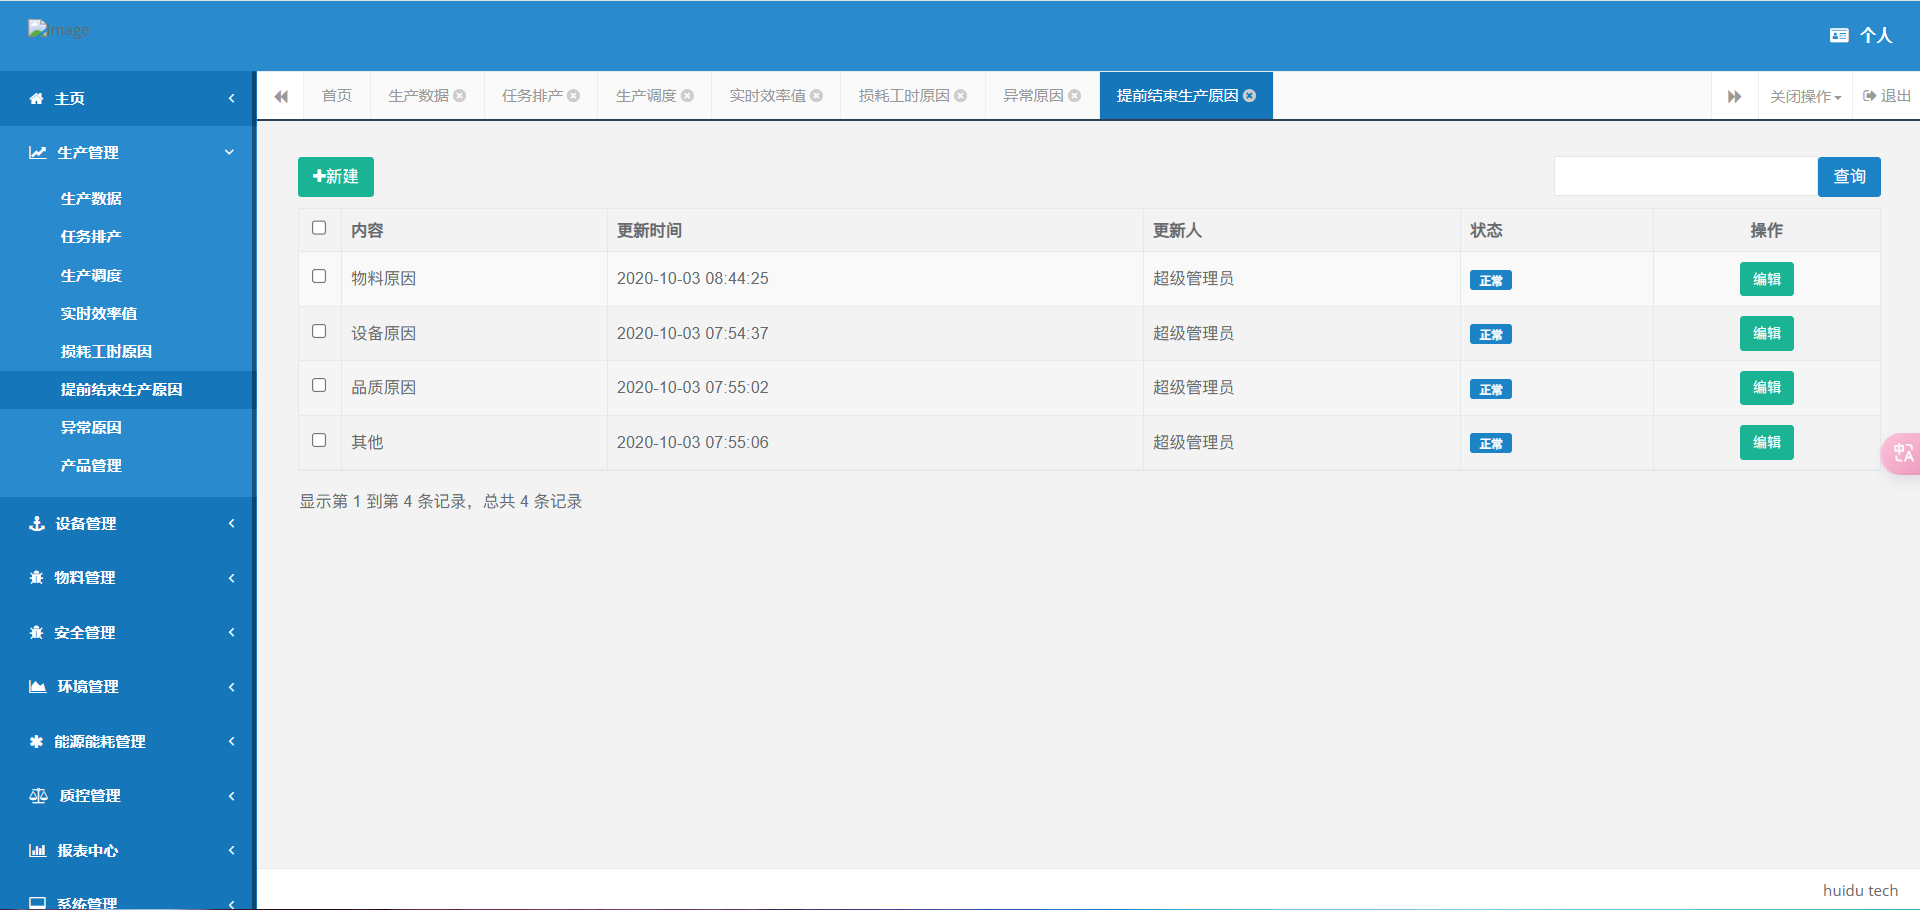 Image
个人
主页
生产管理
生产数据
任务排产
生产调度
实时效率值
损耗工时原因
提前结束生产原因
异常原因
产品管理
设备管理
物料管理
安全管理
环境管理
能源能耗管理
质控管理
报表中心
系统管理
首页 生产数据 任务排产 生产调度 实时效率值 损耗工时原因 异常原因 提前结束生产原因 关闭操作 退出
新建 查询
内容 更新时间 更新人 状态 操作
物料原因 2020-10-03 08:44:25 超级管理员 正常 编辑
设备原因 2020-10-03 07:54:37 超级管理员 正常 编辑
品质原因 2020-10-03 07:55:02 超级管理员 正常 编辑
其他 2020-10-03 07:55:06 超级管理员 正常 编辑
显示第 1 到第 4 条记录，总共 4 条记录
中A
huidu tech